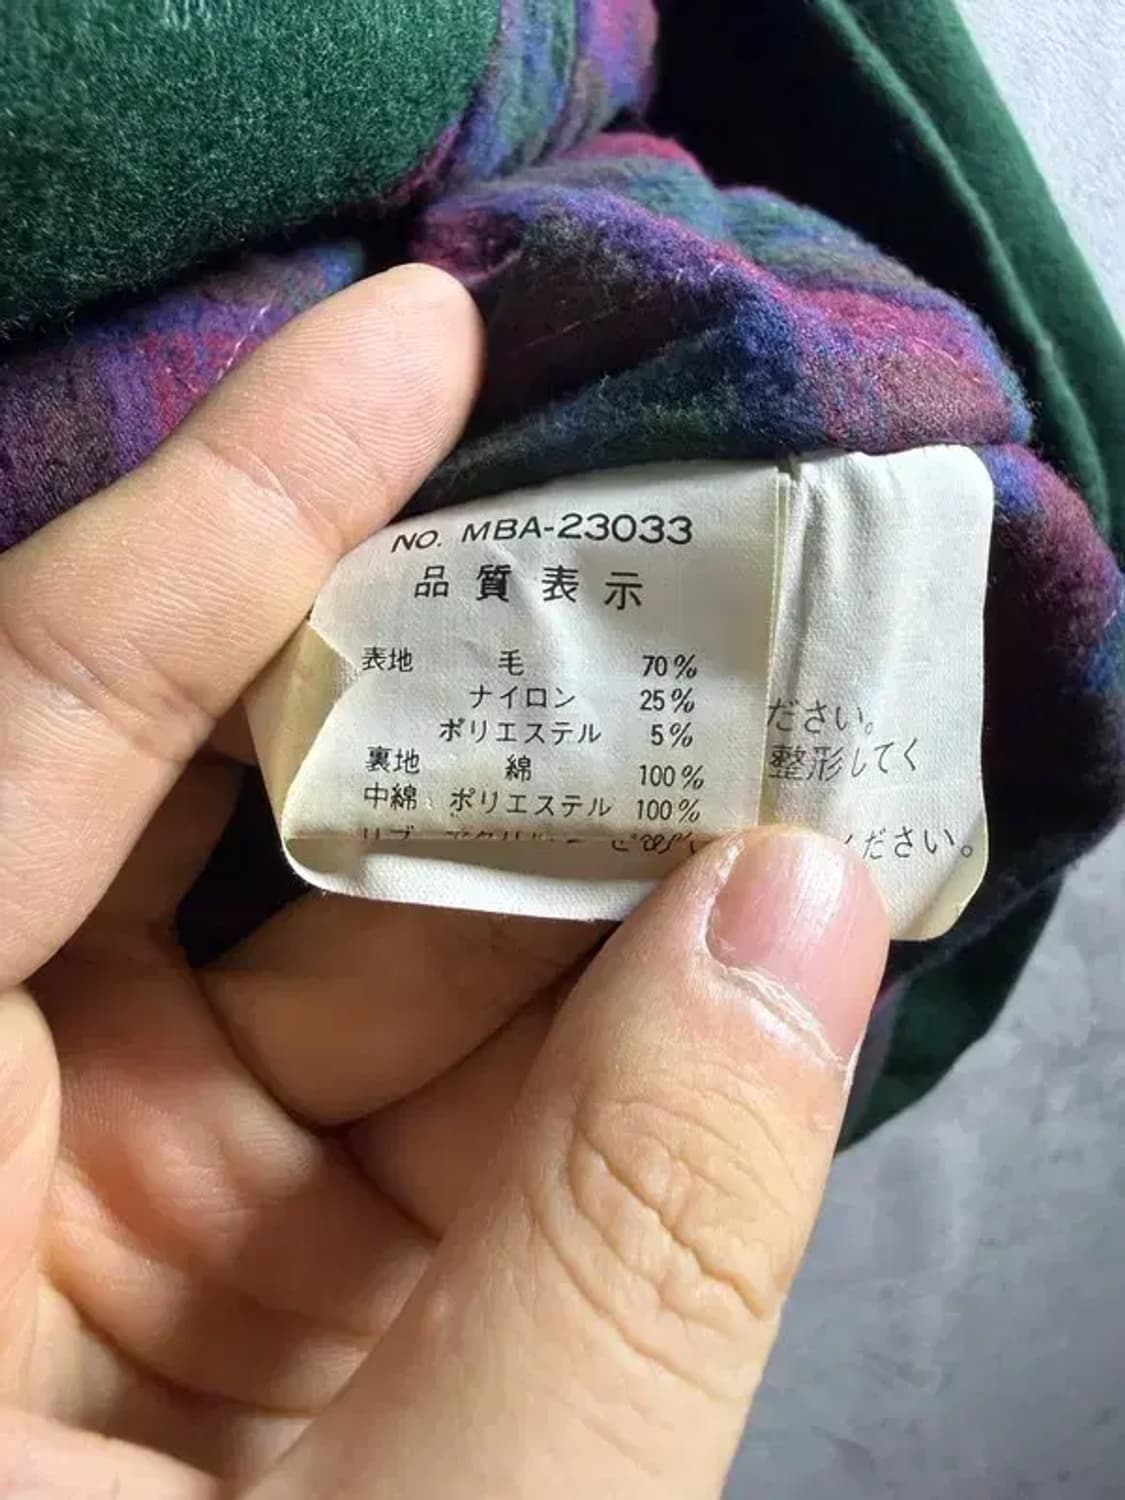 NO. MBA-23033
品質表示
表地 毛 70%
ナイロン 25%
ポリエステル 5%
裏地 綿 100%
中綿 ポリエステル 100%
リブ
ださい。
整形してく
ください。